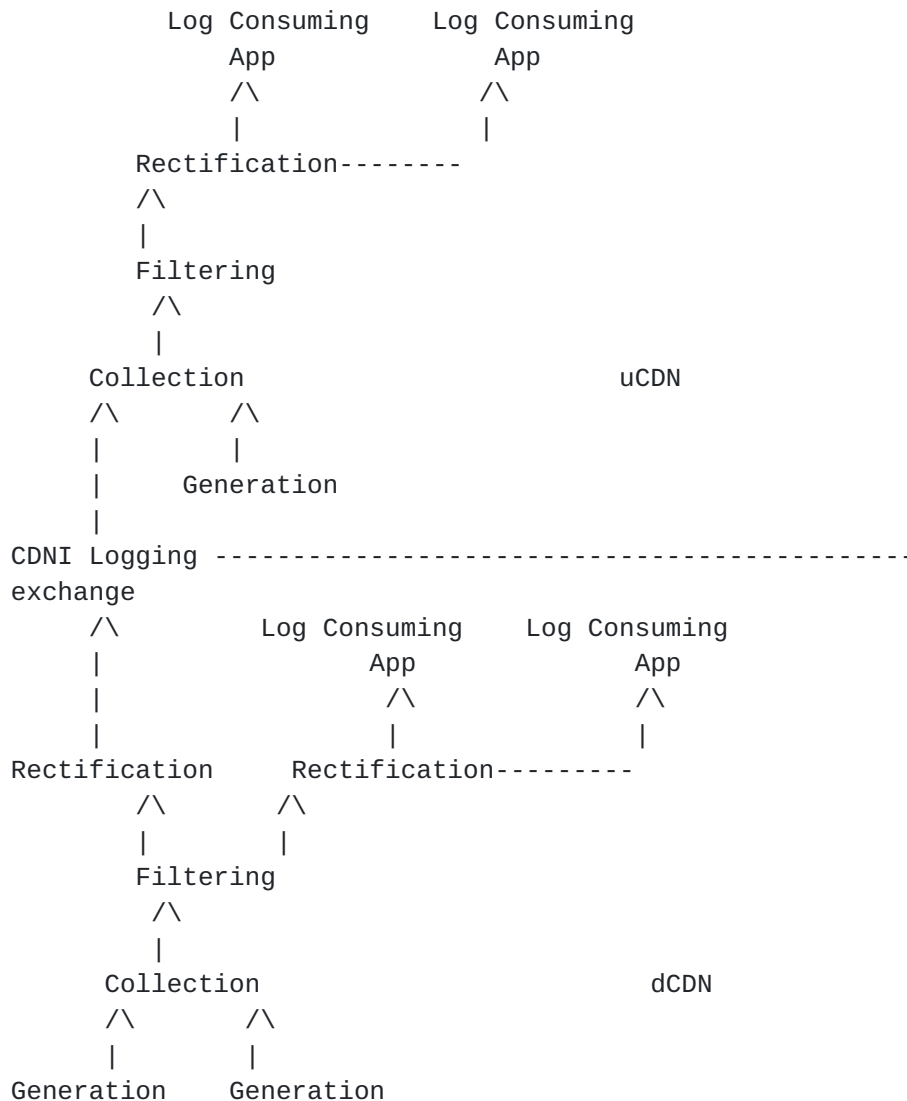 Log Consuming    Log Consuming
              App              App
              /\               /\
              |                |
        Rectification--------
        /\
        |
        Filtering
         /\
         |
     Collection                        uCDN
     /\       /\
     |        |
     |     Generation
     |
CDNI Logging ---------------------------------------------
exchange
     /\         Log Consuming    Log Consuming
     |                 App              App
     |                  /\              /\
     |                  |               |
Rectification     Rectification---------
        /\       /\
        |        |
        Filtering
         /\
         |
      Collection                         dCDN
      /\       /\
      |        |
Generation    Generation